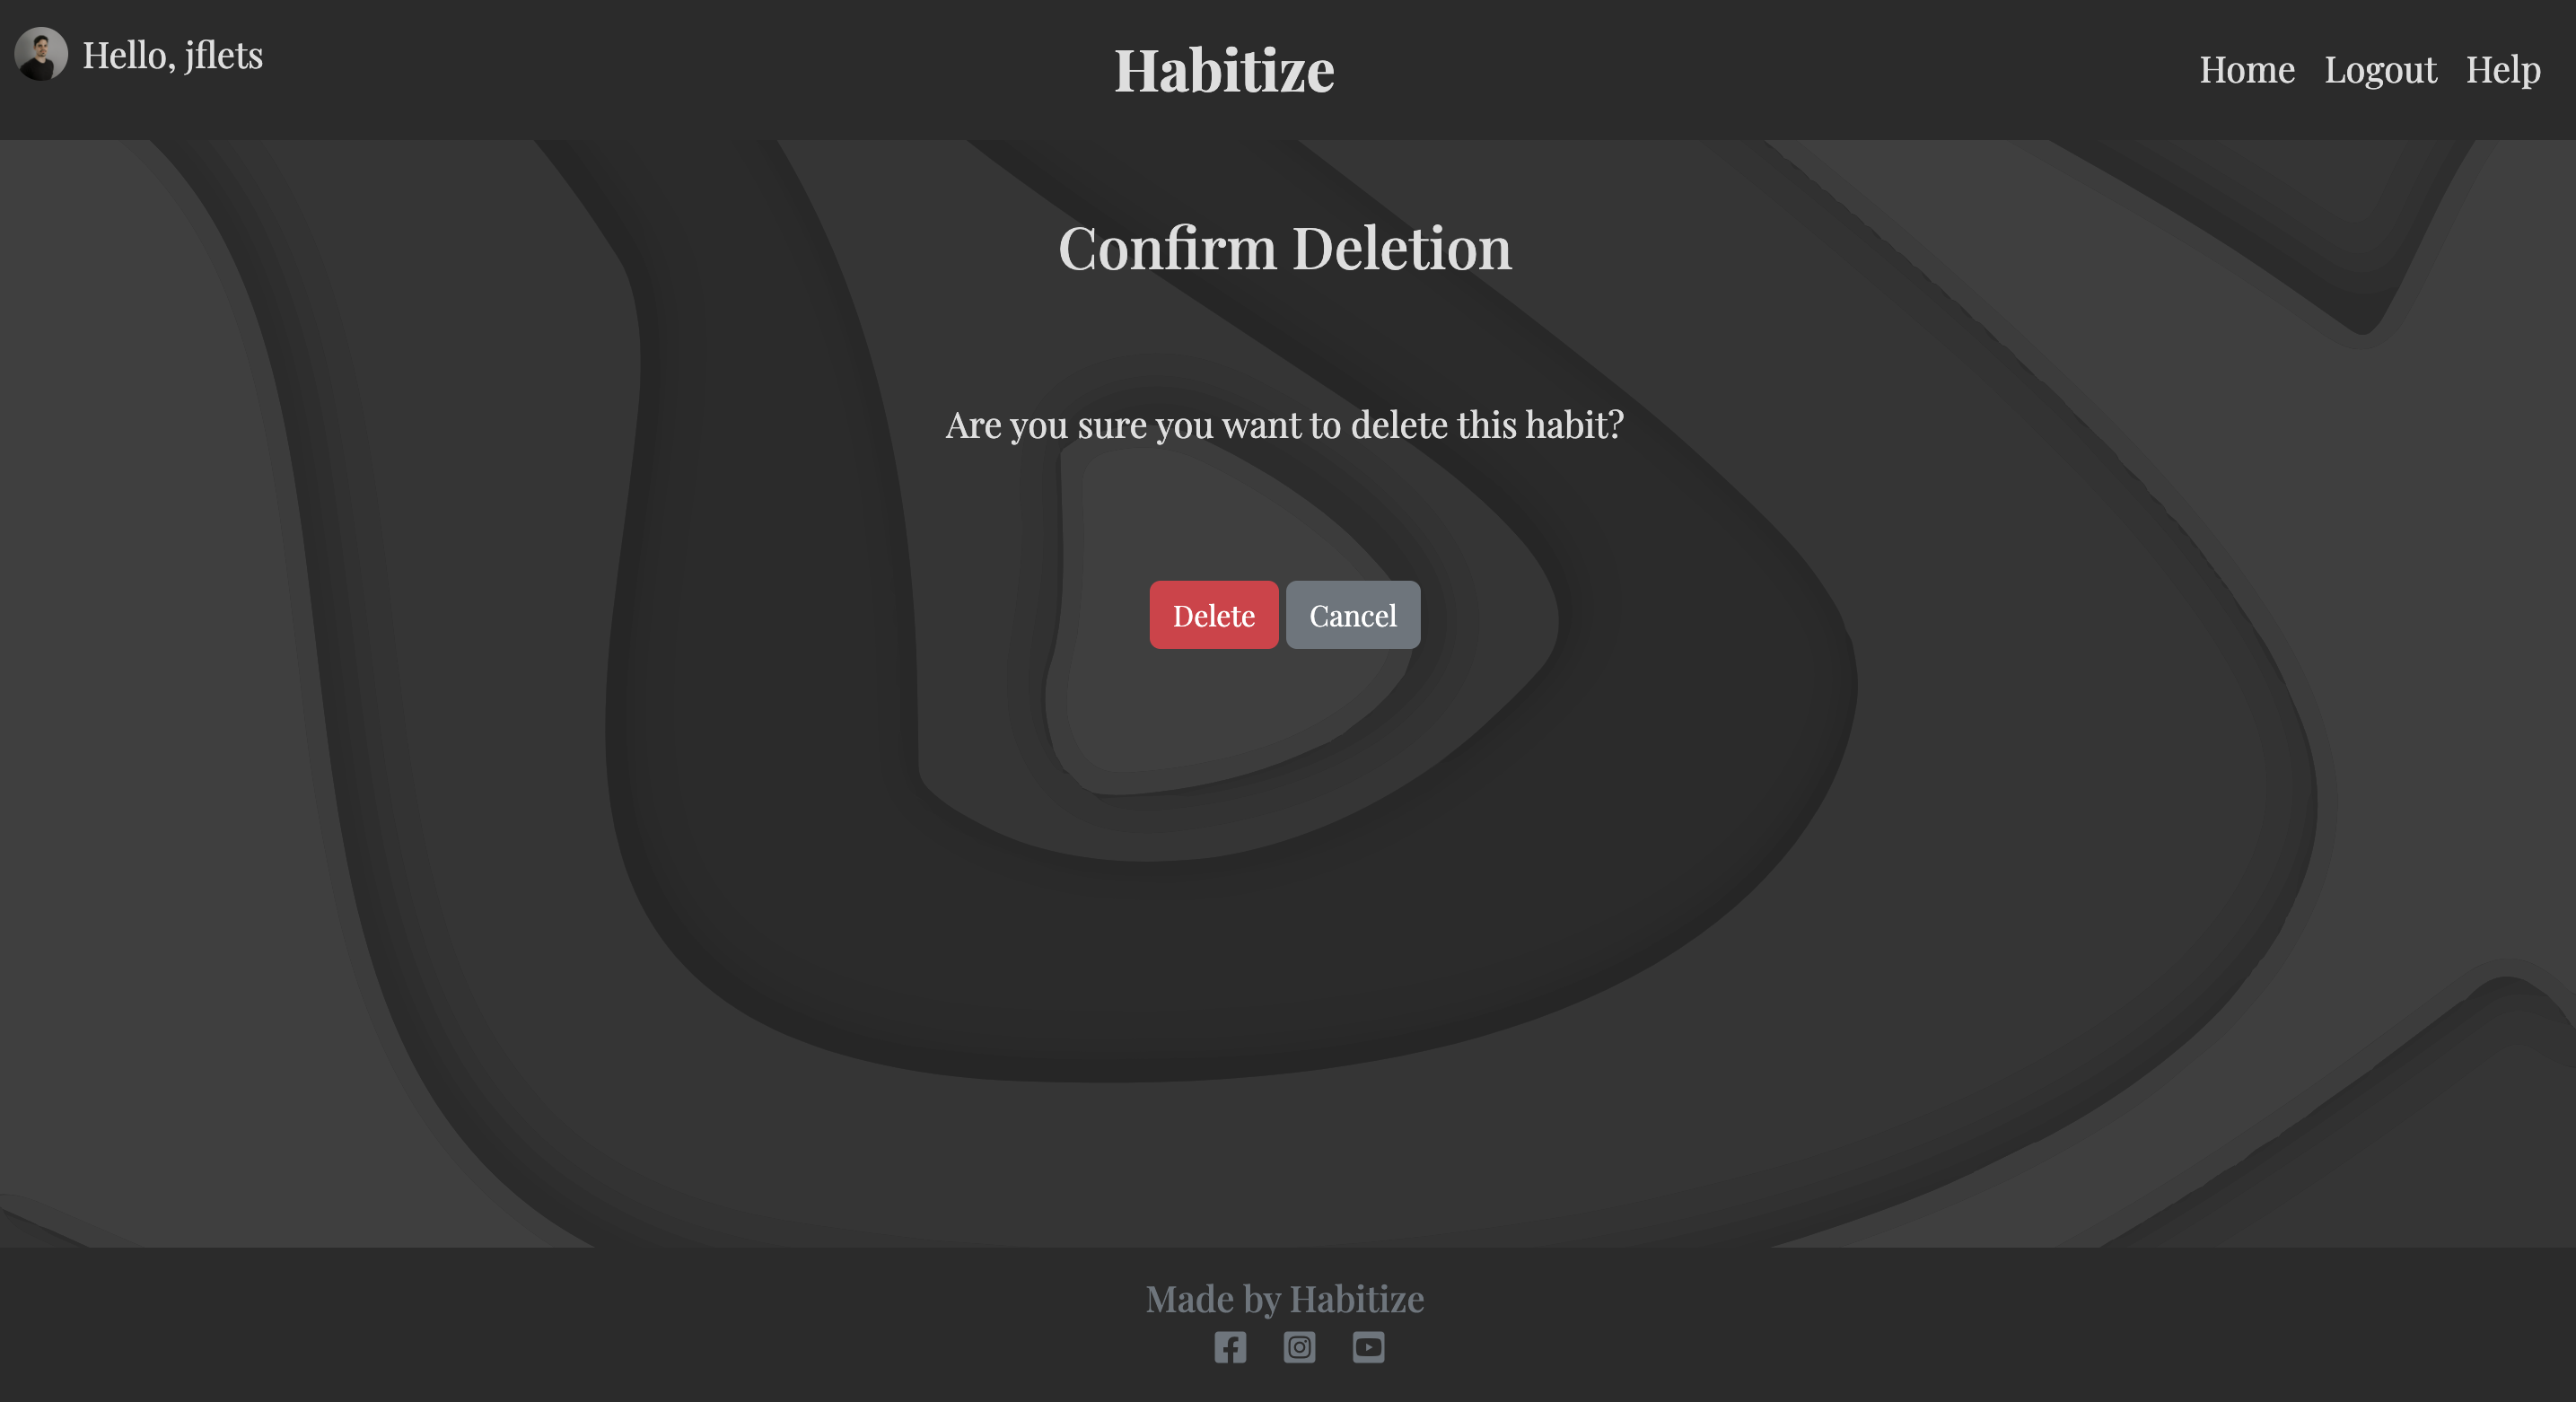 Hello, jflets
Habitize
Home Logout Help
Confirm Deletion
Are you sure you want to delete this habit?
Delete Cancel
Made by Habitize